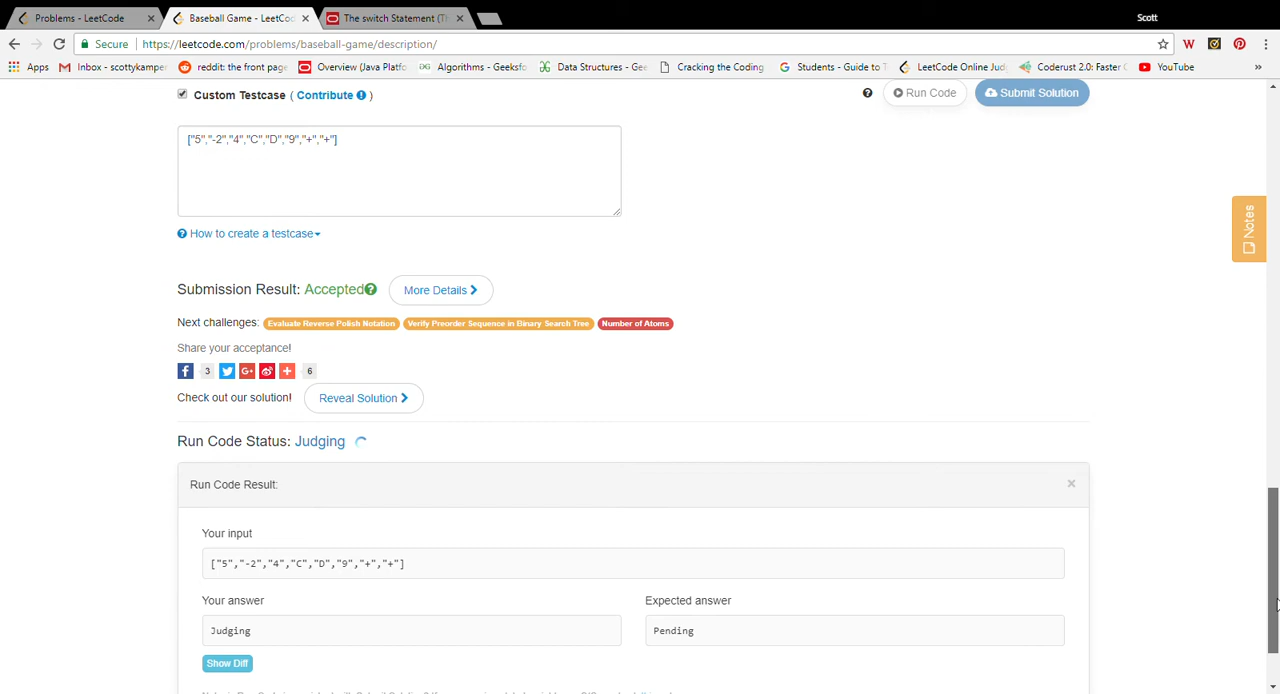 Scott
Problems - LeetCode
Baseball Game - LeetCod
The switch Statement (Th
Secure https://leetcode.com/problems/baseball-game/description/
Apps Inbox - scottykamper reddit: the front page Overview (Java Platfo Algorithms - Geeksfo Data Structures - Gee Cracking the Coding Students - Guide to T LeetCode Online Jud Coderust 2.0: Faster C YouTube »
Custom Testcase ( Contribute )
Run Code
Submit Solution
["5","-2","4","C","D","9","+","+"]
Notes
How to create a testcase
Submission Result: Accepted
More Details
Next challenges: Evaluate Reverse Polish Notation Verify Preorder Sequence in Binary Search Tree Number of Atoms
Share your acceptance!
3
6
Check out our solution!
Reveal Solution
Run Code Status: Judging
Run Code Result:
×
Your input
["5","-2","4","C","D","9","+","+"]
Your answer
Expected answer
Judging
Pending
Show Diff